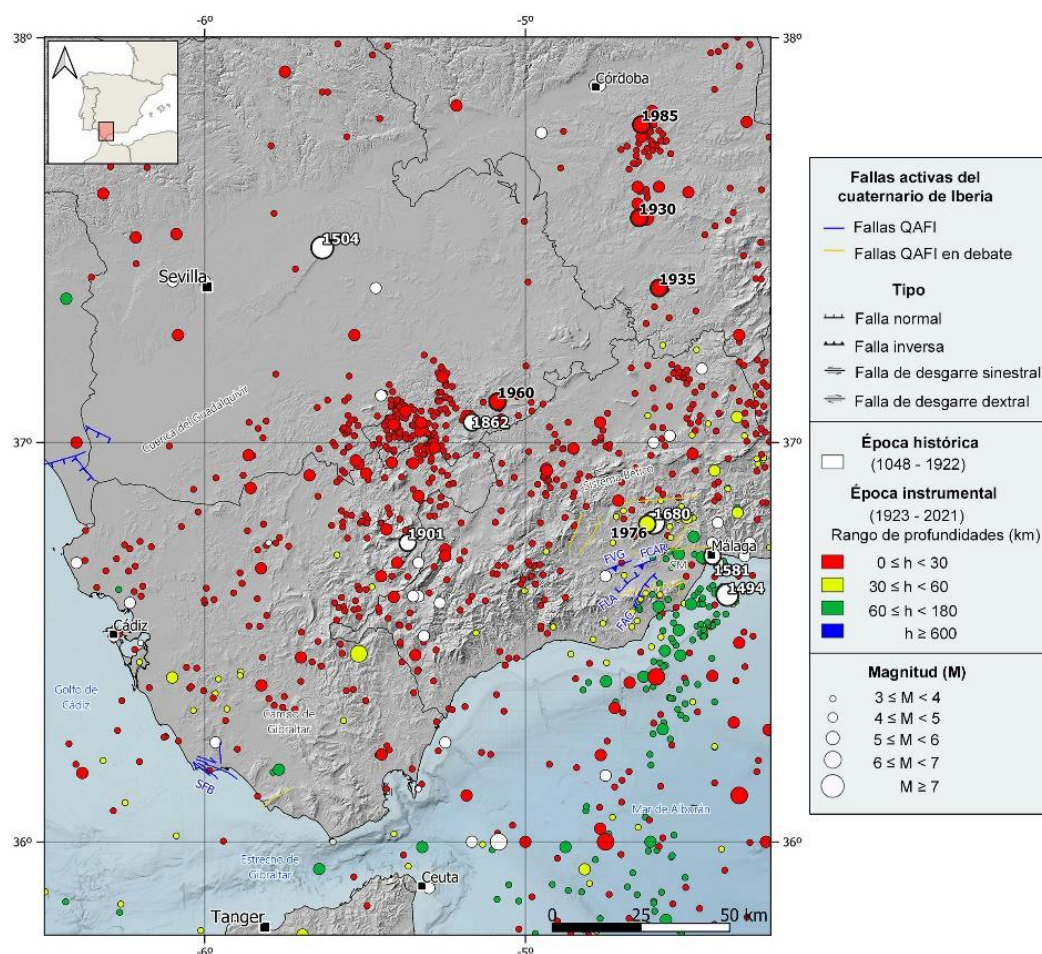 -6º
-5º
38º
38º
Córdoba
1985
1930
1504
Sevilla
1935
Cuenca del Guadalquivir
1960
1862
37º
37º
Sistema Bético
1901
1680
1976
Málaga
FVG
FCAR
CM
1581
FLA
1494
FAG
Cádiz
Golfo de
Cádiz
Campo de
Gibraltar
SFB
Mar de Alborán
36º
36º
Estrecho de
Gibraltar
Ceuta
Tanger
0 25 50 km
-6º
-5º
Fallas activas del
cuaternario de Iberia
Fallas QAFI
Fallas QAFI en debate
Tipo
Falla normal
Falla inversa
Falla de desgarre sinestral
Falla de desgarre dextral
Época histórica
(1048 - 1922)
Época instrumental
(1923 - 2021)
Rango de profundidades (km)
0 ≤ h < 30
30 ≤ h < 60
60 ≤ h < 180
h ≥ 600
Magnitud (M)
3 ≤ M < 4
4 ≤ M < 5
5 ≤ M < 6
6 ≤ M < 7
M ≥ 7